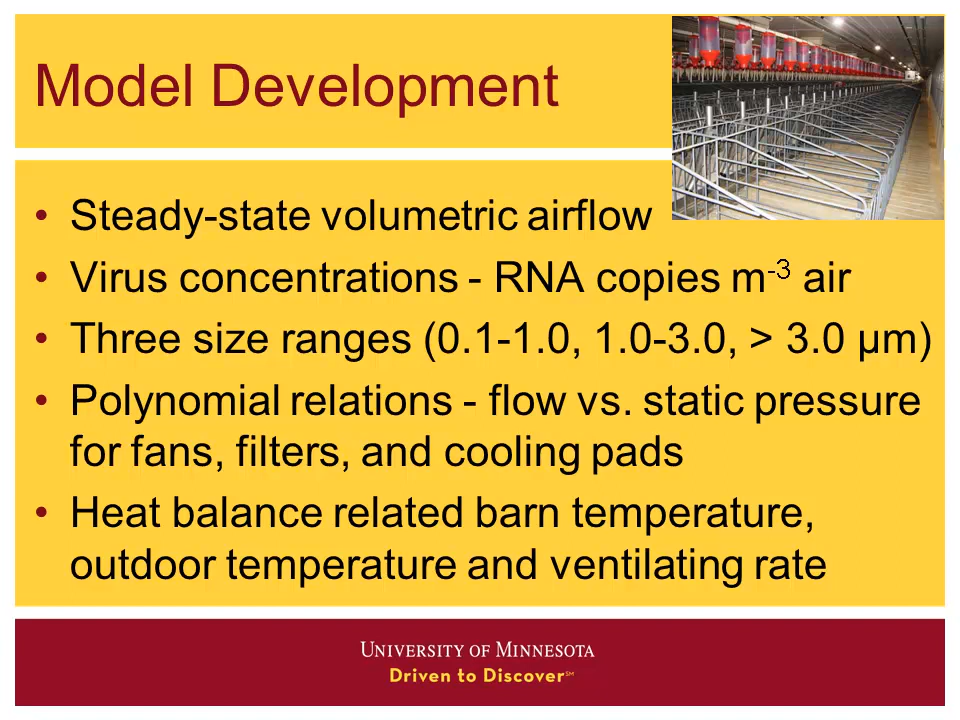 Model Development
• Steady-state volumetric airflow
• Virus concentrations - RNA copies m⁻³ air
• Three size ranges (0.1-1.0, 1.0-3.0, > 3.0 µm)
• Polynomial relations - flow vs. static pressure
for fans, filters, and cooling pads
• Heat balance related barn temperature,
outdoor temperature and ventilating rate
UNIVERSITY OF MINNESOTA
Driven to Discover℠